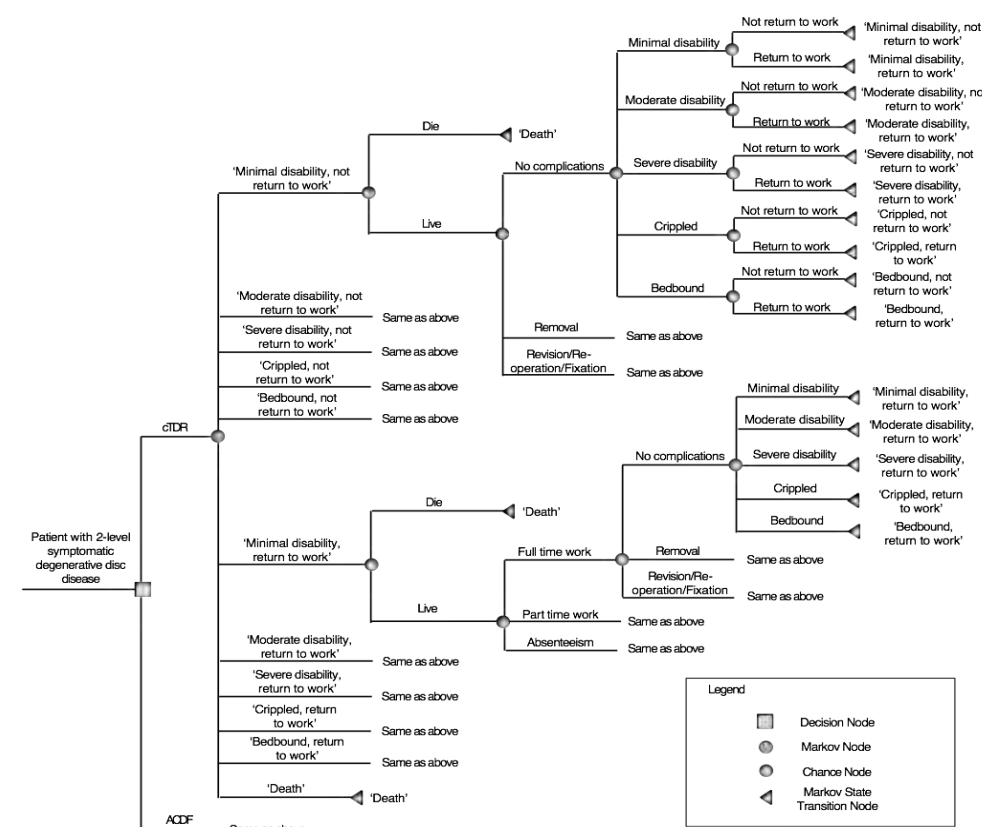 Not return to work
'Minimal disability, not
return to work'
Minimal disability
Return to work
'Minimal disability,
return to work'
Not return to work
'Moderate disability, no
return to work'
Moderate disability
Return to work
'Moderate disability,
return to work'
Die
'Death'
Not return to work
'Severe disability, not
return to work'
No complications
Severe disability
'Minimal disability, not
return to work'
Return to work
'Severe disability,
return to work'
Not return to work
'Crippled, not
return to work'
Live
Crippled
Return to work
'Crippled, return
to work'
Not return to work
'Bedbound, not
return to work'
Bedbound
Return to work
'Bedbound,
return to work'
'Moderate disability, not
return to work'
Same as above
'Severe disability, not
return to work'
Same as above
'Crippled, not
return to work'
Same as above
'Bedbound, not
return to work'
Same as above
Removal
Same as above
Revision/Re-
operation/Fixation
Same as above
cTDR
Minimal disability
'Minimal disability,
return to work'
Moderate disability
'Moderate disability,
return to work'
No complications
Severe disability
'Severe disability,
return to work'
Crippled
'Crippled, return
to work'
Bedbound
'Bedbound,
return to work'
Die
'Death'
Patient with 2-level
symptomatic
degenerative disc
disease
'Minimal disability,
return to work'
Full time work
Removal
Same as above
Revision/Re-
operation/Fixation
Same as above
Live
Part time work
Same as above
Absenteeism
Same as above
'Moderate disability,
return to work'
Same as above
'Severe disability,
return to work'
Same as above
'Crippled, return
to work'
Same as above
'Bedbound, return
to work'
Same as above
'Death'
'Death'
ACDF
Legend
Decision Node
Markov Node
Chance Node
Markov State
Transition Node